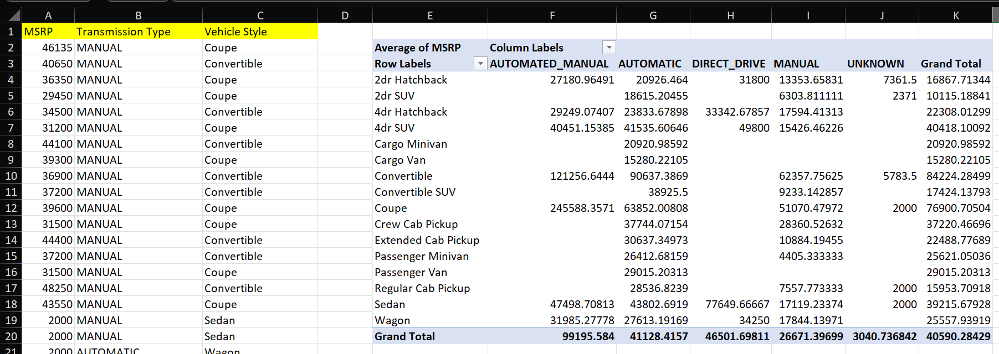 A B C D E F G H I J K
1 MSRP Transmission Type Vehicle Style
2 46135 MANUAL Coupe Average of MSRP Column Labels
3 40650 MANUAL Convertible Row Labels AUTOMATED_MANUAL AUTOMATIC DIRECT_DRIVE MANUAL UNKNOWN Grand Total
4 36350 MANUAL Coupe 2dr Hatchback 27180.96491 20926.464 31800 13353.65831 7361.5 16867.71344
5 29450 MANUAL Coupe 2dr SUV 18615.20455 6303.811111 2371 10115.18841
6 34500 MANUAL Convertible 4dr Hatchback 29249.07407 23833.67898 33342.67857 17594.41313 22308.01299
7 31200 MANUAL Coupe 4dr SUV 40451.15385 41535.60646 49800 15426.46226 40418.10092
8 44100 MANUAL Convertible Cargo Minivan 20920.98592 20920.98592
9 39300 MANUAL Coupe Cargo Van 15280.22105 15280.22105
10 36900 MANUAL Convertible Convertible 121256.6444 90637.3869 62357.75625 5783.5 84224.28499
11 37200 MANUAL Convertible Convertible SUV 38925.5 9233.142857 17424.13793
12 39600 MANUAL Coupe Coupe 245588.3571 63852.00808 51070.47972 2000 76900.70504
13 31500 MANUAL Coupe Crew Cab Pickup 37744.07154 28360.52632 37220.46696
14 44400 MANUAL Convertible Extended Cab Pickup 30637.34973 10884.19455 22488.77689
15 37200 MANUAL Convertible Passenger Minivan 26412.68159 4405.333333 25621.05036
16 31500 MANUAL Coupe Passenger Van 29015.20313 29015.20313
17 48250 MANUAL Convertible Regular Cab Pickup 28536.8239 7557.773333 2000 15953.70918
18 43550 MANUAL Coupe Sedan 47498.70813 43802.6919 77649.66667 17119.23374 2000 39215.67928
19 2000 MANUAL Sedan Wagon 31985.27778 27613.19169 34250 17844.13971 25557.93919
20 2000 MANUAL Sedan Grand Total 99195.584 41128.4157 46501.69811 26671.39699 3040.736842 40590.28429
21 2000 AUTOMATIC Wagon